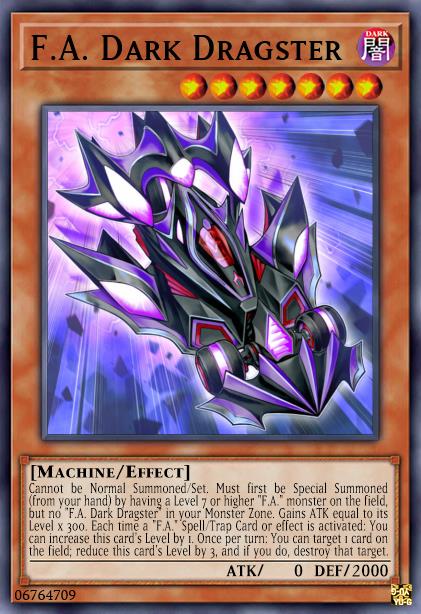 F.A. Dark Dragster
DARK
闇
[Machine/Effect]
Cannot be Normal Summoned/Set. Must first be Special Summoned
(from your hand) by having a Level 7 or higher "F.A." monster on the field,
but no "F.A. Dark Dragster" in your Monster Zone. Gains ATK equal to its
Level x 300. Each time a "F.A." Spell/Trap Card or effect is activated: You
can increase this card's Level by 1. Once per turn: You can target 1 card
on the field; reduce this card's Level by 3, and if you do, destroy that target.
ATK/ 0 DEF/2000
06764709